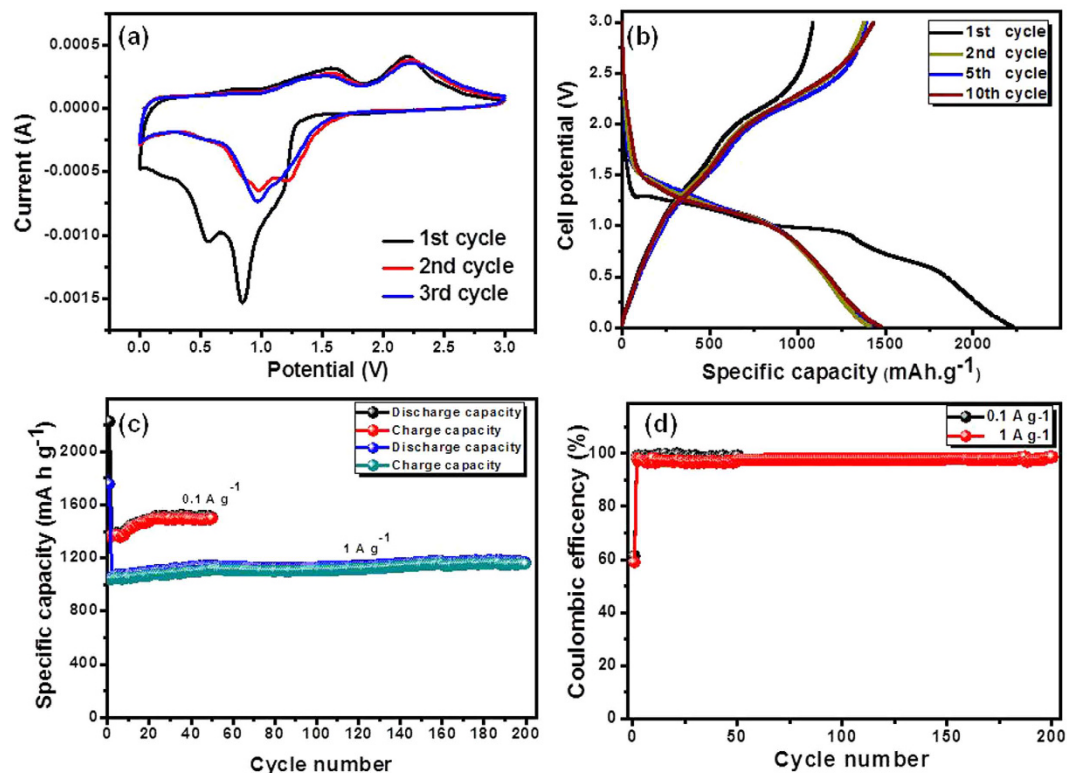 (a)
0.0005
0.0000
-0.0005
-0.0010
-0.0015
Current (A)
1st cycle
2nd cycle
3rd cycle
0.0 0.5 1.0 1.5 2.0 2.5 3.0
Potential (V)
(b)
3.0
2.5
2.0
1.5
1.0
0.5
0.0
Cell potential (V)
1st cycle
2nd cycle
5th cycle
10th cycle
0 500 1000 1500 2000 2500
Specific capacity (mAh.g-1)
(c)
2000
1600
1200
800
400
0
Specific capacity (mA h g-1)
Discharge capacity
Charge capacity
Discharge capacity
Charge capacity
0.1 A g-1
1 A g-1
0 20 40 60 80 100 120 140 160 180 200
Cycle number
(d)
120
100
80
60
40
20
0
Coulombic efficency (%)
0.1 A g-1
1 A g-1
0 50 100 150 200
Cycle number